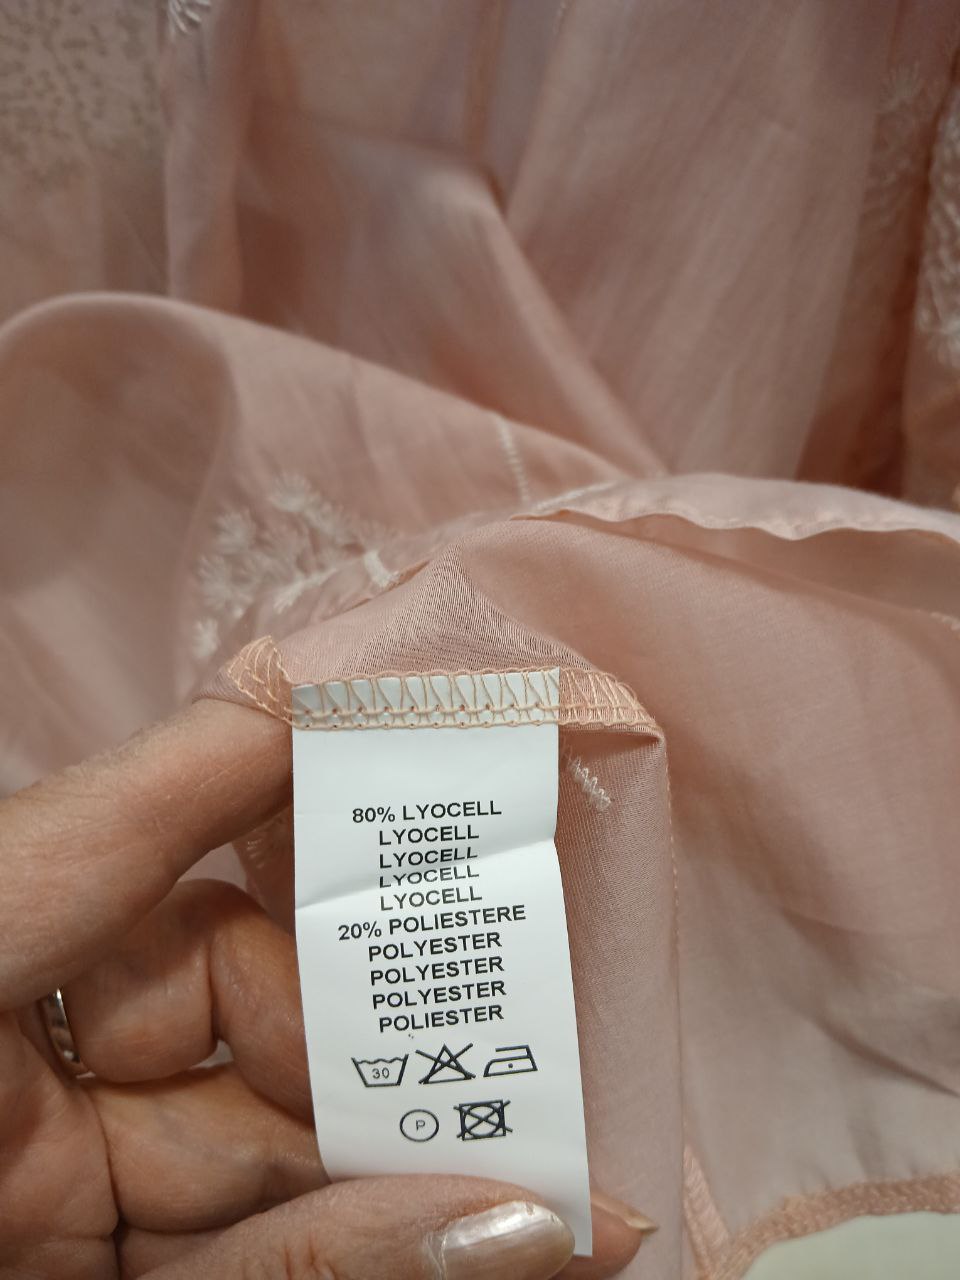 80% LYOCELL
LYOCELL
LYOCELL
LYOCELL
LYOCELL
20% POLIESTERE
POLYESTER
POLYESTER
POLYESTER
POLIESTER
30
P